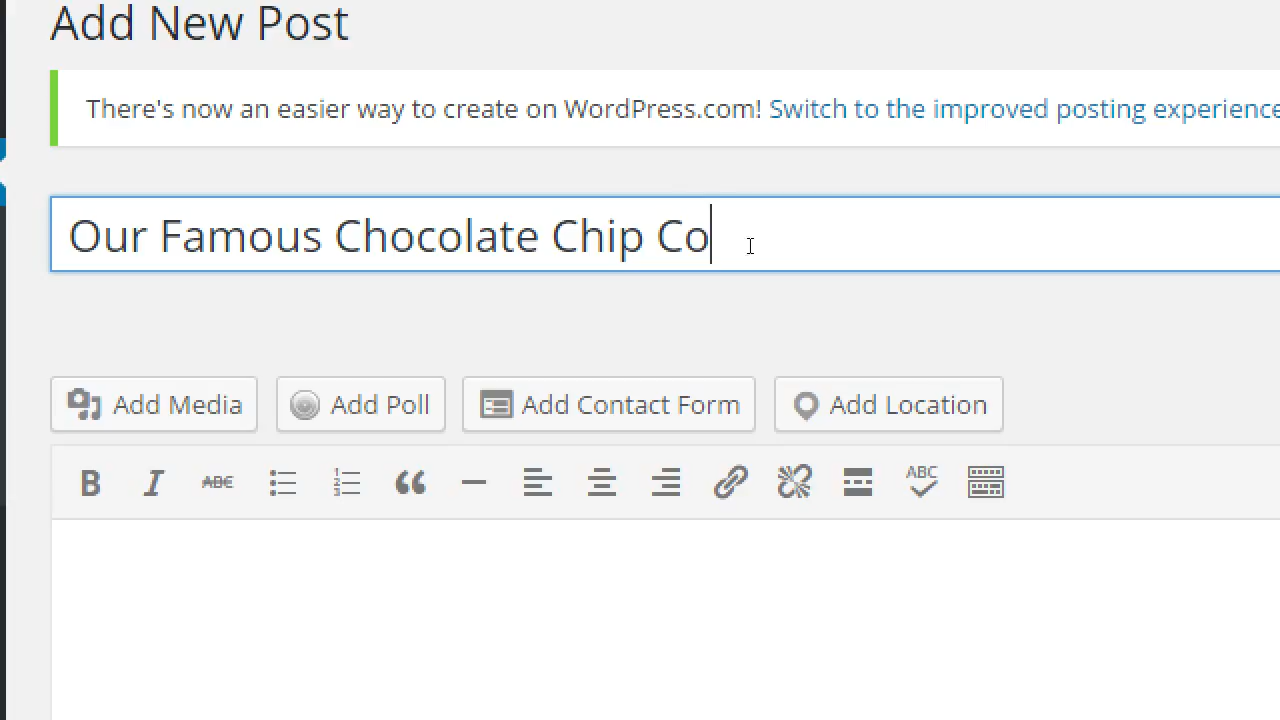 Add New Post
There's now an easier way to create on WordPress.com! Switch to the improved posting experience
Our Famous Chocolate Chip Co
Add Media Add Poll Add Contact Form Add Location
B I ABC ABC